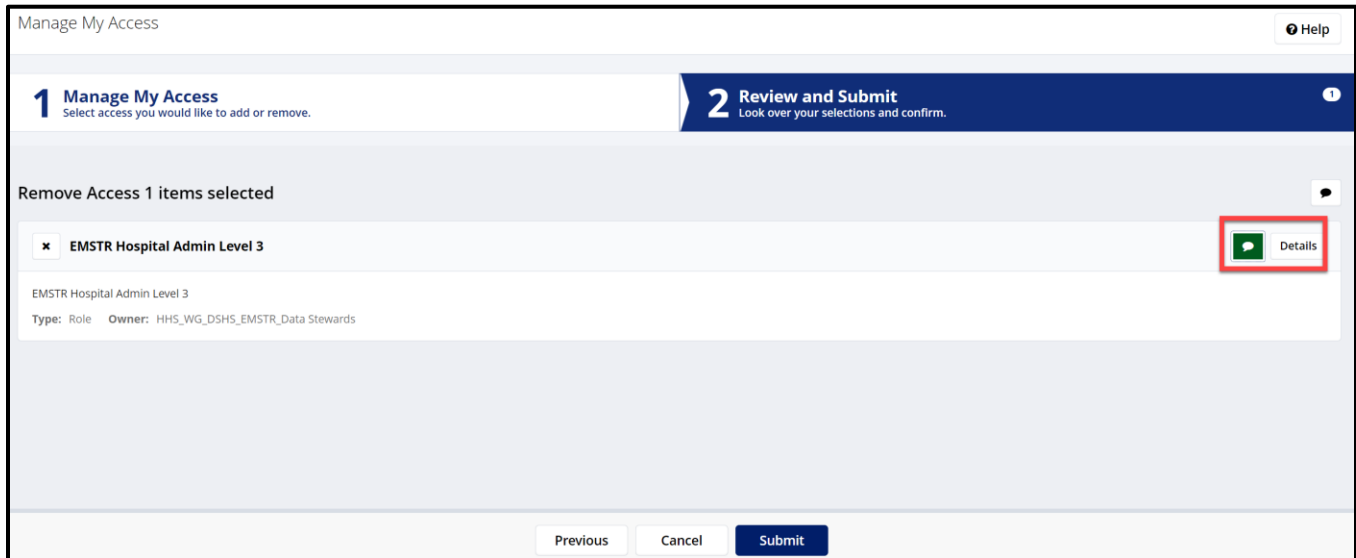 Manage My Access
Help
1 Manage My Access
Select access you would like to add or remove.
2 Review and Submit
Look over your selections and confirm.
1
Remove Access 1 items selected
EMSTR Hospital Admin Level 3
Details
EMSTR Hospital Admin Level 3
Type: Role Owner: HHS_WG_DSHS_EMSTR_Data Stewards
Previous Cancel Submit